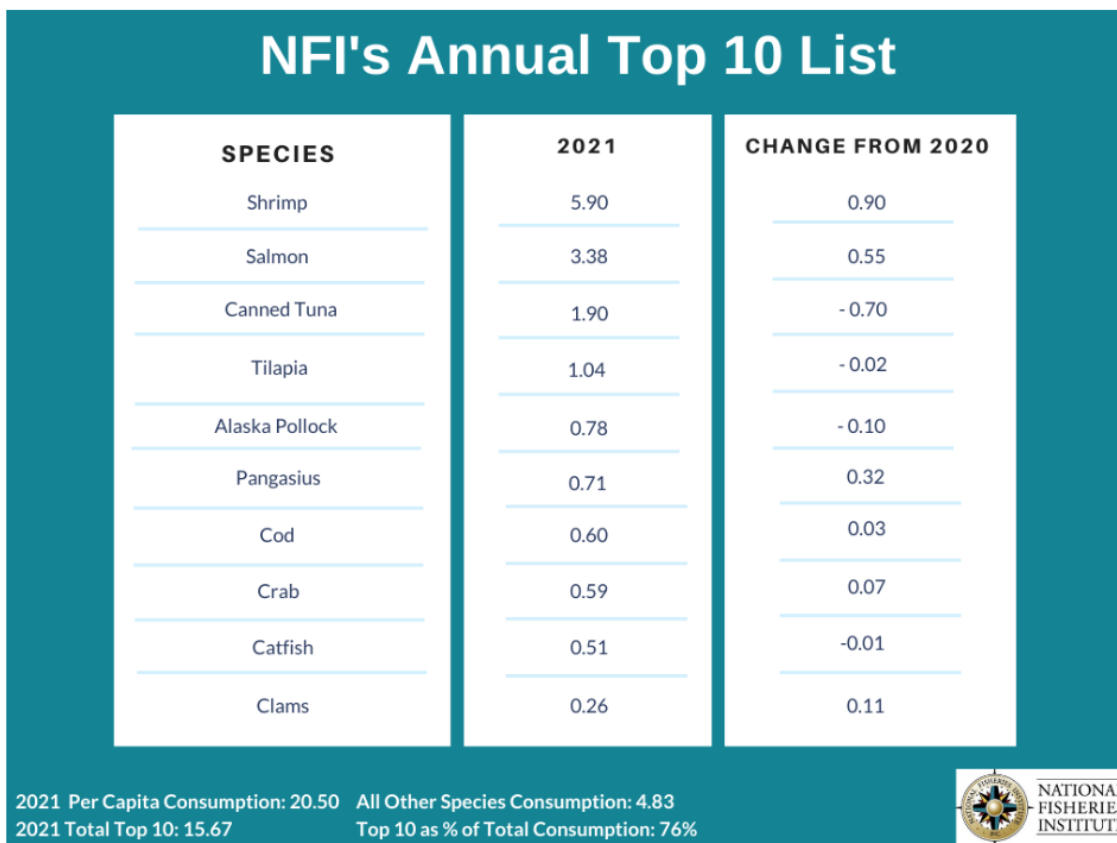 NFI's Annual Top 10 List
SPECIES 2021 CHANGE FROM 2020
Shrimp 5.90 0.90
Salmon 3.38 0.55
Canned Tuna 1.90 - 0.70
Tilapia 1.04 - 0.02
Alaska Pollock 0.78 - 0.10
Pangasius 0.71 0.32
Cod 0.60 0.03
Crab 0.59 0.07
Catfish 0.51 -0.01
Clams 0.26 0.11
2021 Per Capita Consumption: 20.50 All Other Species Consumption: 4.83
2021 Total Top 10: 15.67 Top 10 as % of Total Consumption: 76%
NATIONAL
FISHERIE
INSTITUT